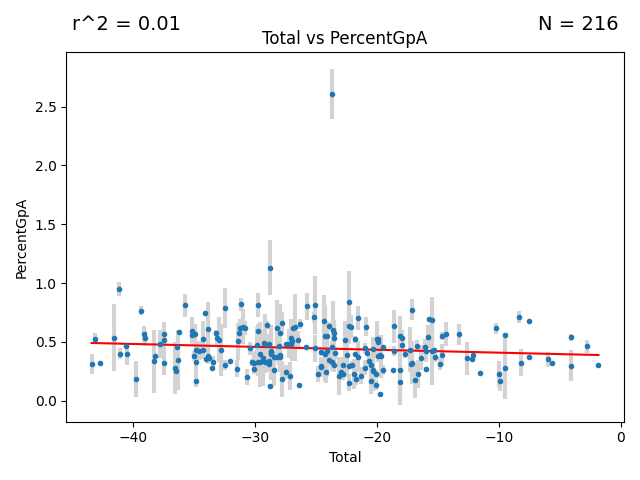 r^2 = 0.01
N = 216
Total vs PercentGpA
PercentGpA
2.5
2.0
1.5
1.0
0.5
0.0
−40
−30
−20
−10
0
Total